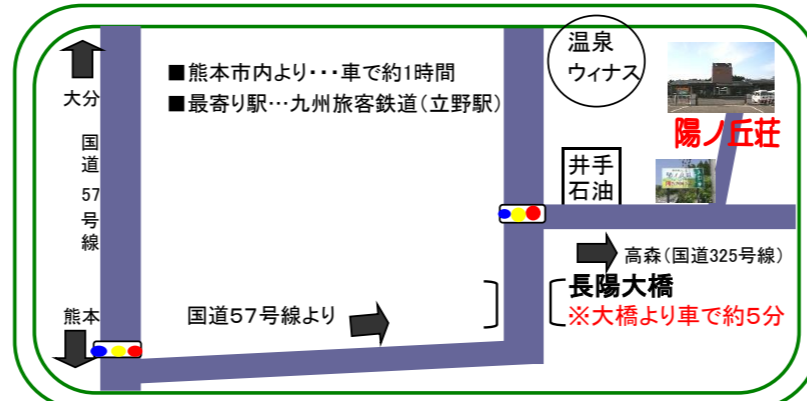 大分
国道57号線
熊本
■熊本市内より・・・車で約1時間
■最寄り駅…九州旅客鉄道（立野駅）
国道57号線より
温泉
ウィナス
陽ノ丘荘
井手
石油
高森（国道325号線）
長陽大橋
※大橋より車で約5分